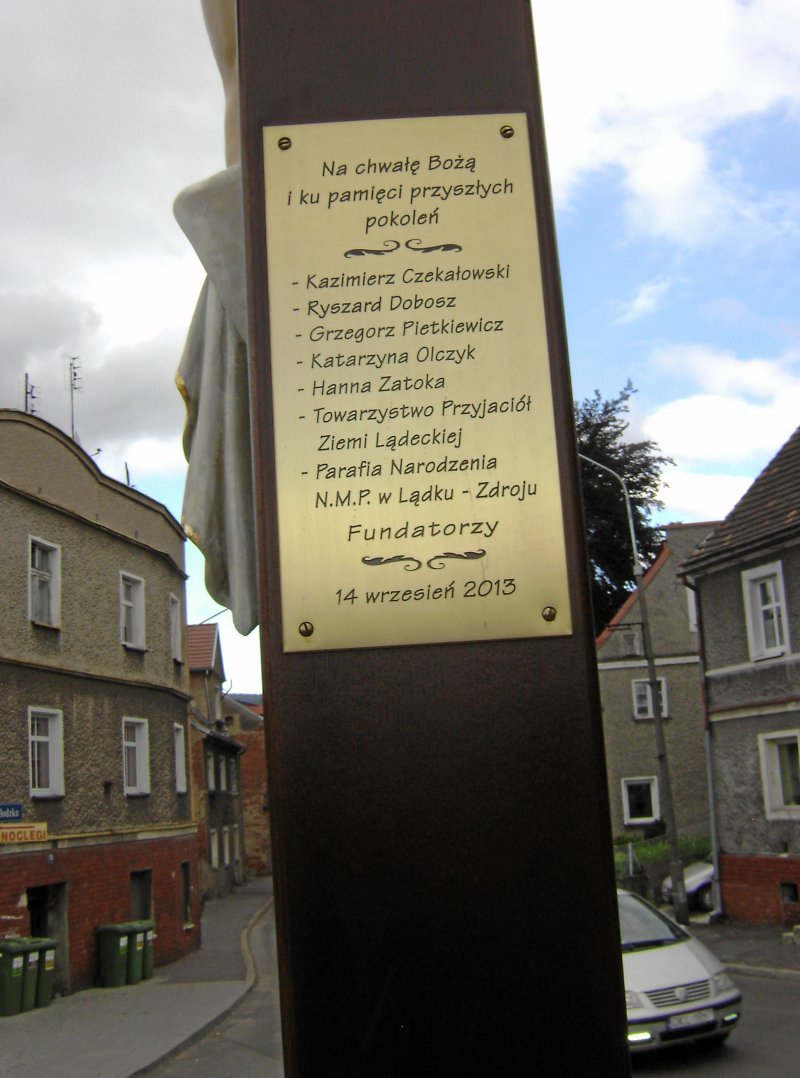 Na chwałę Bożą
i ku pamięci przyszłych
pokoleń
- Kazimierz Czekałowski
- Ryszard Dobosz
- Grzegorz Pietkiewicz
- Katarzyna Olczyk
- Hanna Zatoka
- Towarzystwo Przyjaciół
Ziemi Lądeckiej
- Parafia Narodzenia
N.M.P. w Lądku - Zdroju
Fundatorzy
14 wrzesień 2013
NOCLEGI